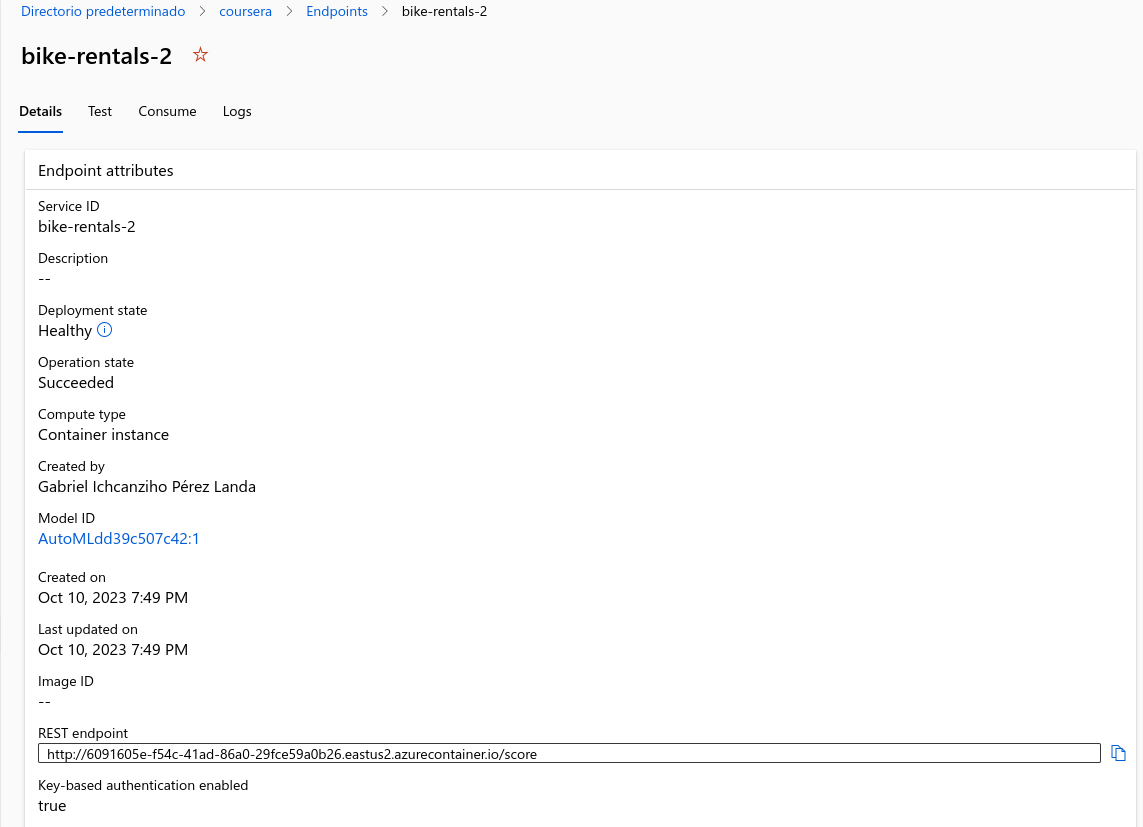 Directorio predeterminado > coursera > Endpoints > bike-rentals-2
bike-rentals-2
Details Test Consume Logs
Endpoint attributes
Service ID
bike-rentals-2
Description
--
Deployment state
Healthy
Operation state
Succeeded
Compute type
Container instance
Created by
Gabriel Ichcanziho Pérez Landa
Model ID
AutoMLdd39c507c42:1
Created on
Oct 10, 2023 7:49 PM
Last updated on
Oct 10, 2023 7:49 PM
Image ID
--
REST endpoint
http://6091605e-f54c-41ad-86a0-29fce59a0b26.eastus2.azurecontainer.io/score
Key-based authentication enabled
true